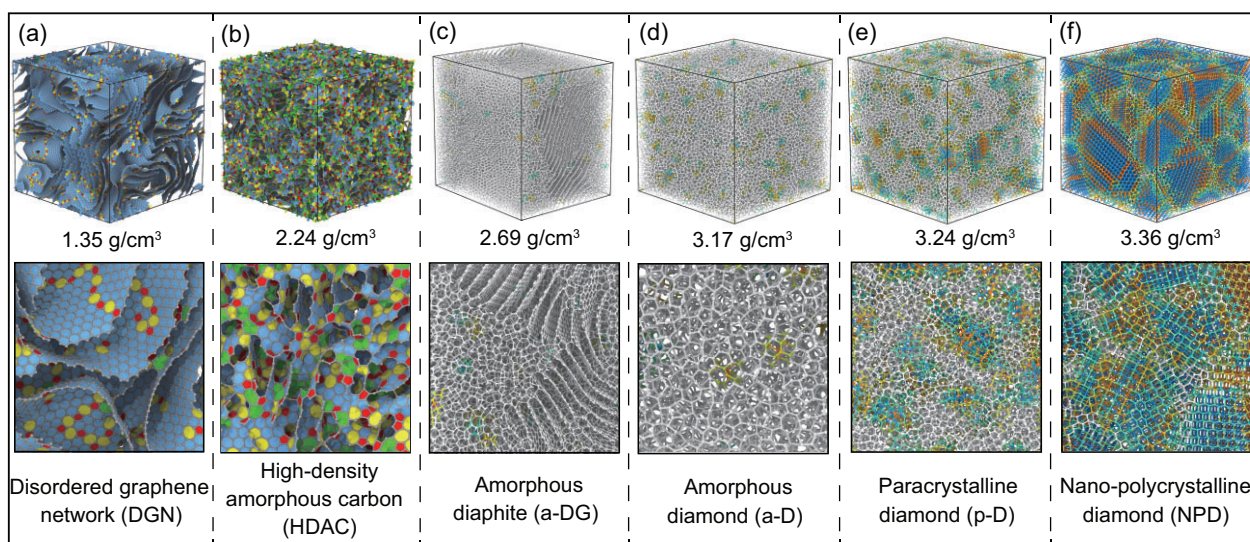 (a)
(b)
(c)
(d)
(e)
(f)
1.35 g/cm³
2.24 g/cm³
2.69 g/cm³
3.17 g/cm³
3.24 g/cm³
3.36 g/cm³
Disordered graphene
network (DGN)
High-density
amorphous carbon
(HDAC)
Amorphous
diaphite (a-DG)
Amorphous
diamond (a-D)
Paracrystalline
diamond (p-D)
Nano-polycrystalline
diamond (NPD)